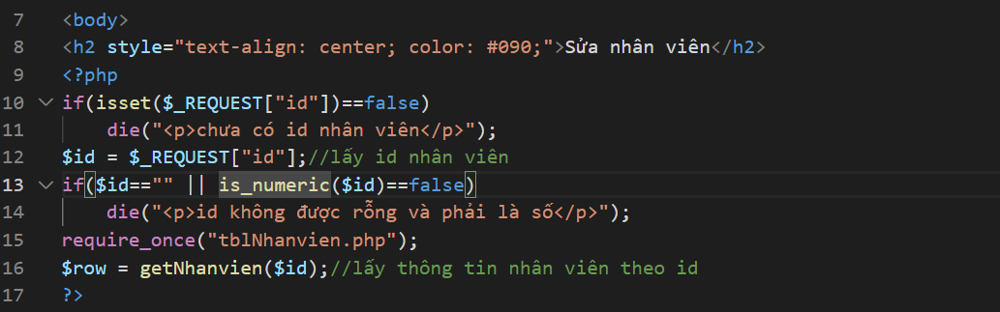 7 <body>
8 <h2 style="text-align: center; color: #090;">Sửa nhân viên</h2>
9 <?php
10 if(isset($_REQUEST["id"])==false)
11 die("<p>chưa có id nhân viên</p>");
12 $id = $_REQUEST["id"];//lấy id nhân viên
13 if($id=="" || is_numeric($id)==false)
14 die("<p>id không được rỗng và phải là số</p>");
15 require_once("tblNhanvien.php");
16 $row = getNhanvien($id);//lấy thông tin nhân viên theo id
17 ?>